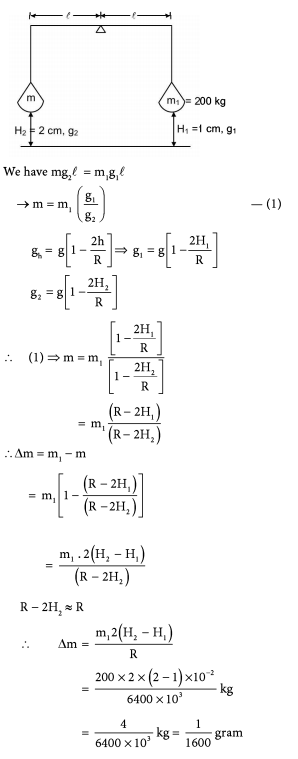 ℓ ℓ
m m₁ = 200 kg
H₂ = 2 cm, g₂ H₁ =1 cm, g₁
We have mg₂ℓ = m₁g₁ℓ
→ m = m₁ (g₁/g₂) — (1)
gₕ = g[1 − 2h/R] ⇒ g₁ = g[1 − 2H₁/R]
g₂ = g[1 − 2H₂/R]
∴ (1) ⇒ m = m₁ [1 − 2H₁/R]/[1 − 2H₂/R]
= m₁ (R − 2H₁)/(R − 2H₂)
∴ Δm = m₁ − m
= m₁ [1 − (R − 2H₁)/(R − 2H₂)]
= m₁ . 2(H₂ − H₁)/(R − 2H₂)
R − 2H₂ ≈ R
∴ Δm = m₁2(H₂ − H₁)/R
= 200 × 2 × (2 − 1) × 10⁻²/6400 × 10³ kg
= 4/6400 × 10³ kg = 1/1600 gram